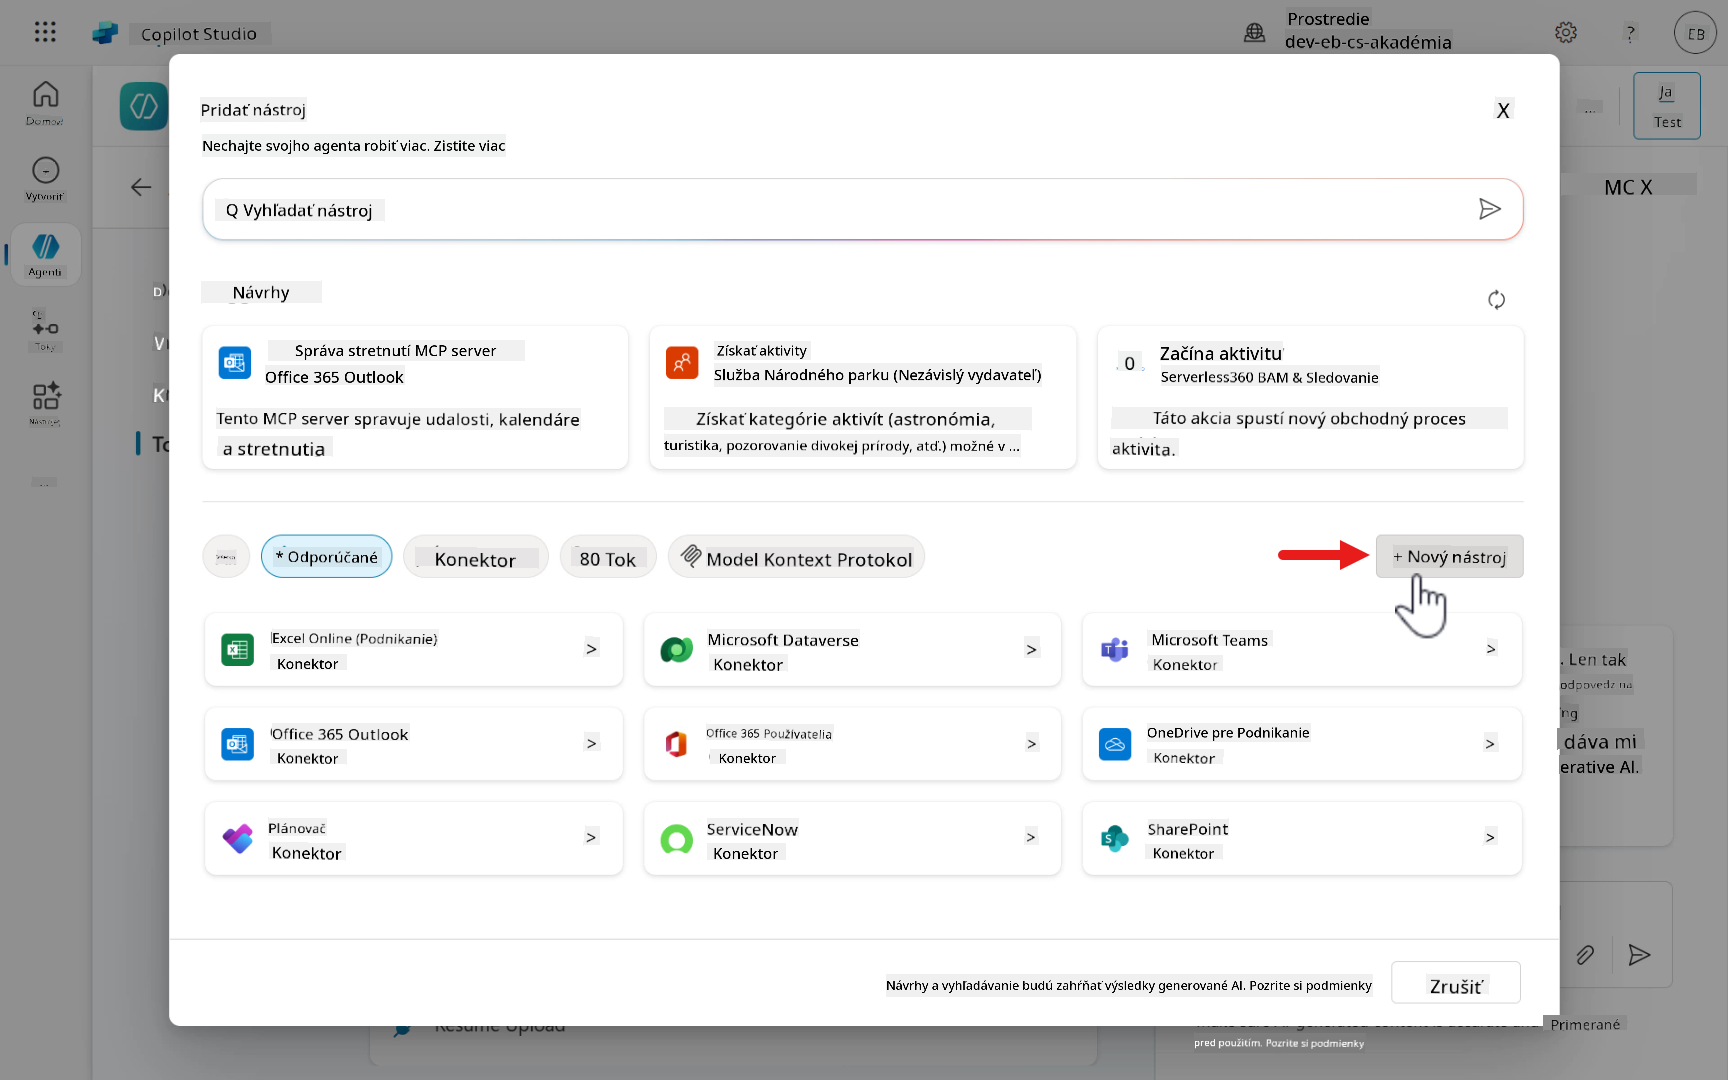 Copilot Studio
Prostredie
dev-eb-cs-akadémia
?
EB
Domov
Vytvoriť
Agenti
Toky
Nástroje
Ja
Test
...
MC X
Pridať nástroj
X
Nechajte svojho agenta robiť viac. Zistite viac
Q Vyhľadať nástroj
Návrhy
Správa stretnutí MCP server
Office 365 Outlook
Tento MCP server spravuje udalosti, kalendáre
a stretnutia
Získať aktivity
Služba Národného parku (Nezávislý vydavateľ)
Získať kategórie aktivít (astronómia,
turistika, pozorovanie divokej prírody, atď.) možné v ...
0
Začína aktivitu
Serverless360 BAM & Sledovanie
Táto akcia spustí nový obchodný proces
aktivita.
* Odporúčané
Konektor
80 Tok
Model Kontext Protokol
+ Nový nástroj
Excel Online (Podnikanie)
Konektor
>
Microsoft Dataverse
Konektor
>
Microsoft Teams
Konektor
>
Office 365 Outlook
Konektor
>
Office 365 Používatelia
Konektor
>
OneDrive pre Podnikanie
Konektor
>
Plánovač
Konektor
>
ServiceNow
Konektor
>
SharePoint
Konektor
>
. Len tak
odpovedz na
dáva mi
erative AI.
Návrhy a vyhľadávanie budú zahŕňať výsledky generované AI. Pozrite si podmienky
Zrušiť
Resume Upload
Primerané
pred použitím. Pozrite si podmienky